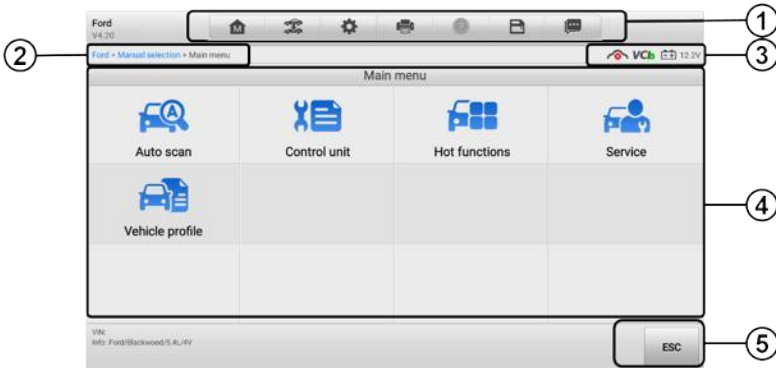 Ford
V4.20
M
1
Ford > Manual selection > Main menu
VCI
12.2V
2
3
Main menu
A
Auto scan
Control unit
Hot functions
Service
4
Vehicle profile
VIN:
Info: Ford/Blackwood/5.4L/4V
ESC
5